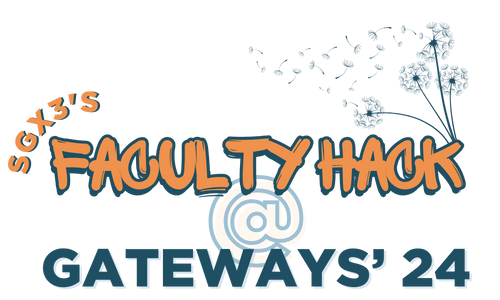 SGX3'S
FACULTY HACK
@
GATEWAYS' 24